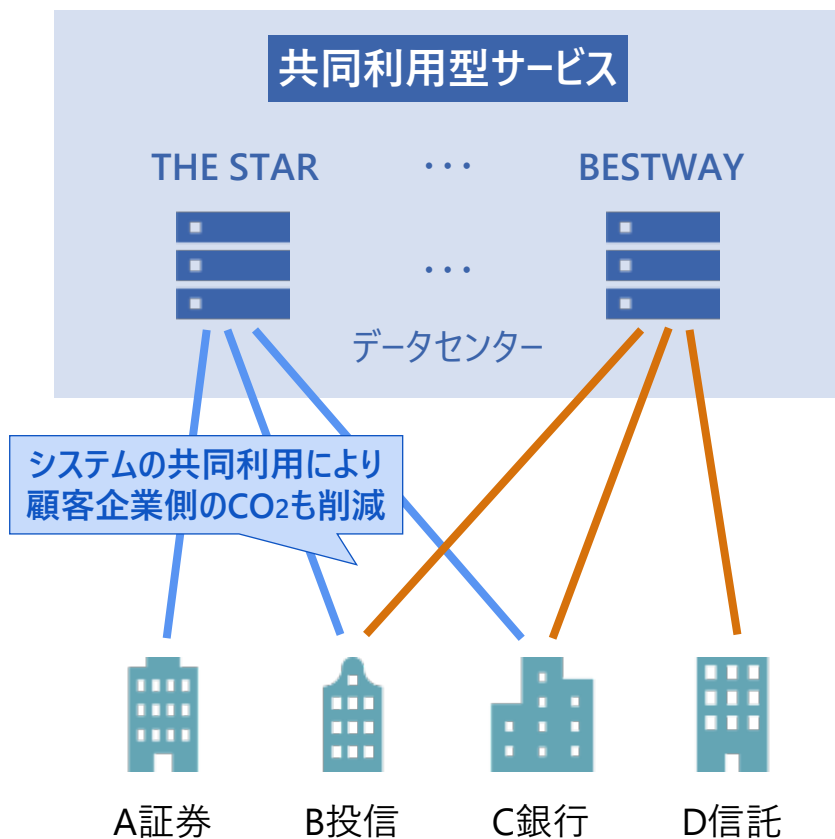 共同利用型サービス
THE STAR ・・・ BESTWAY
・・・
データセンター
システムの共同利用により
顧客企業側のCO2も削減
A証券 B投信 C銀行 D信託